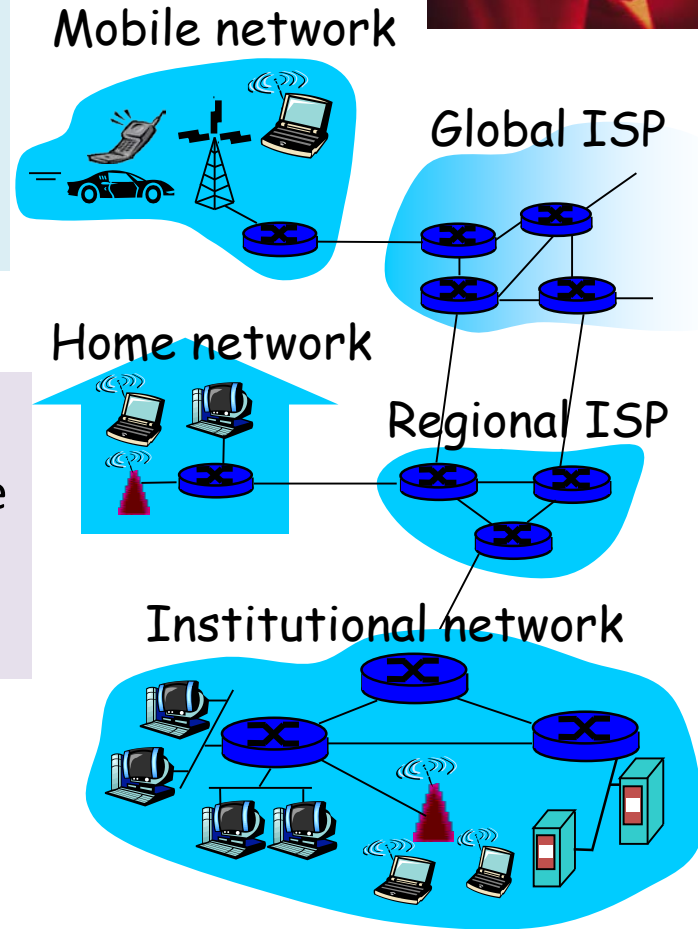 Mobile network
Global ISP
Home network
Regional ISP
e
Institutional network